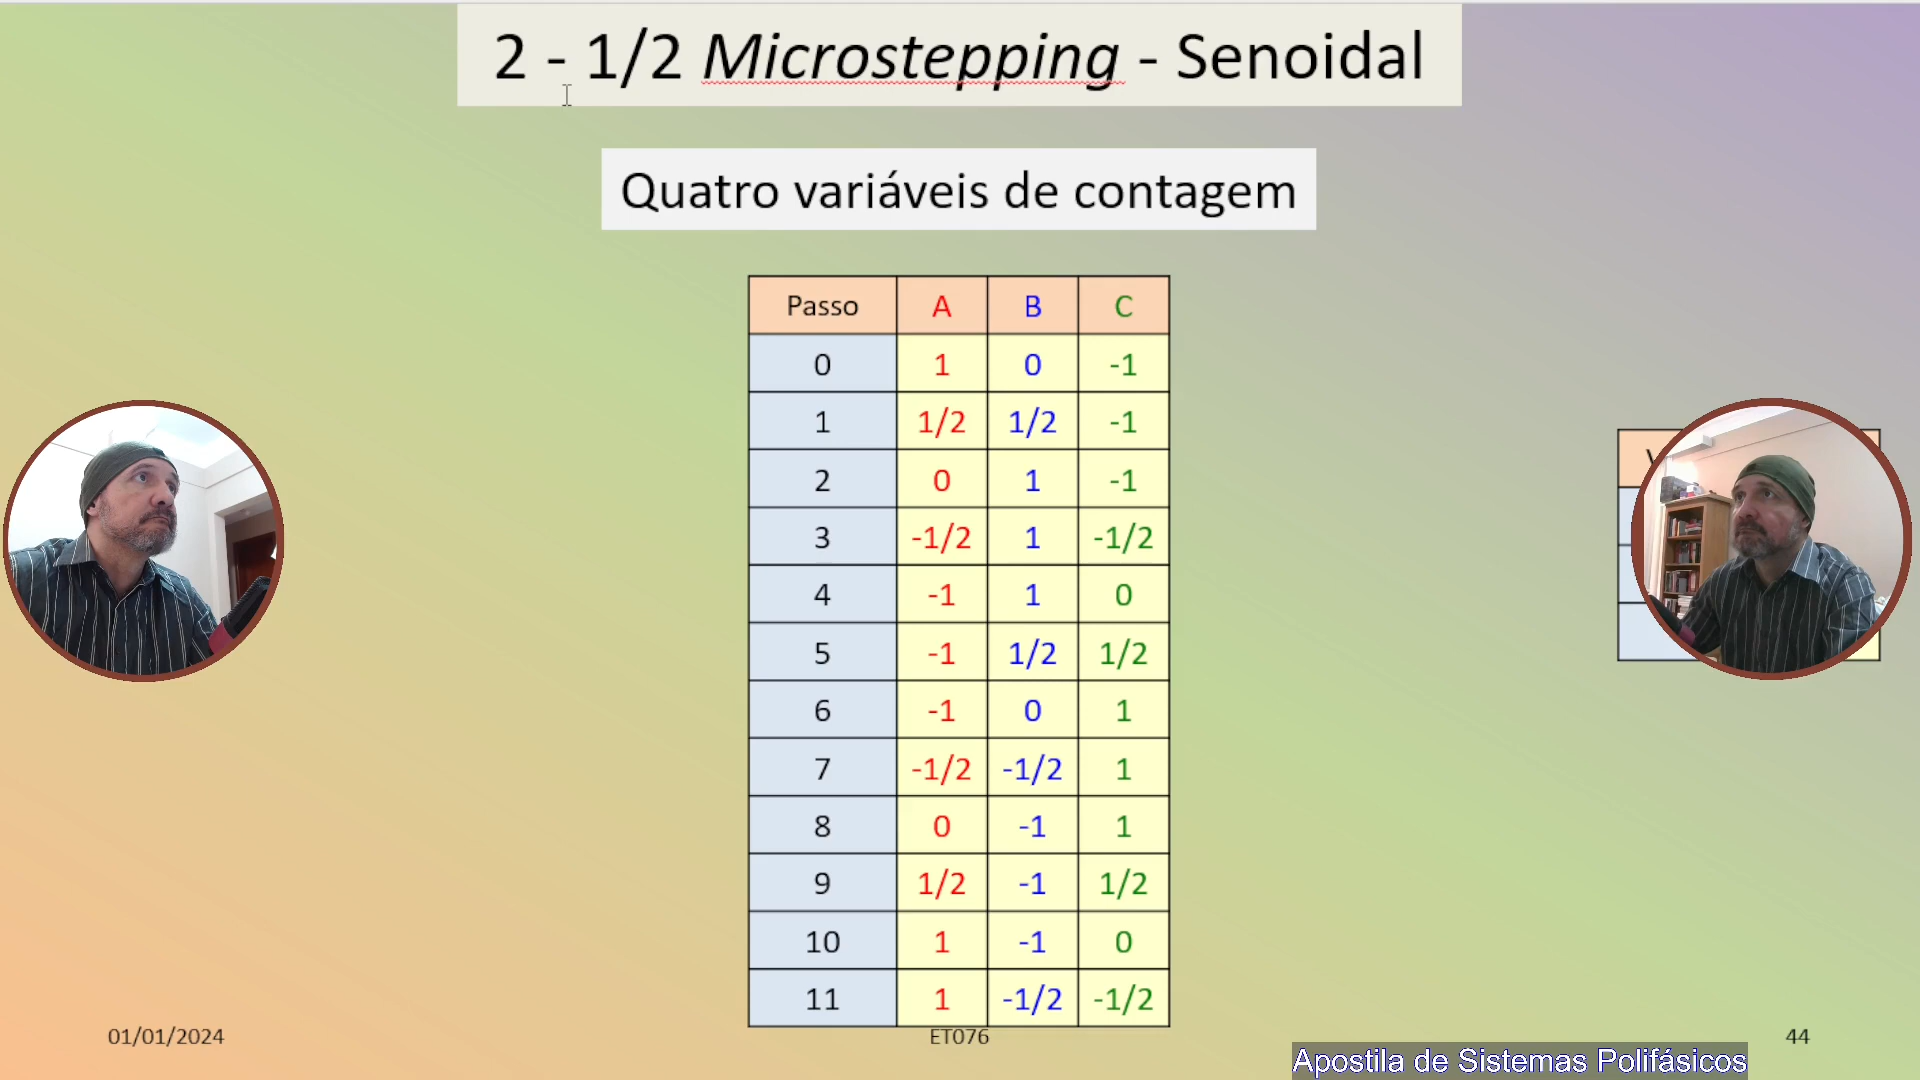 2 - 1/2 Microstepping - Senoidal
Quatro variáveis de contagem
Passo A B C
0 1 0 -1
1 1/2 1/2 -1
2 0 1 -1
3 -1/2 1 -1/2
4 -1 1 0
5 -1 1/2 1/2
6 -1 0 1
7 -1/2 -1/2 1
8 0 -1 1
9 1/2 -1 1/2
10 1 -1 0
11 1 -1/2 -1/2
01/01/2024
ET076
44
Apostila de Sistemas Polifásicos